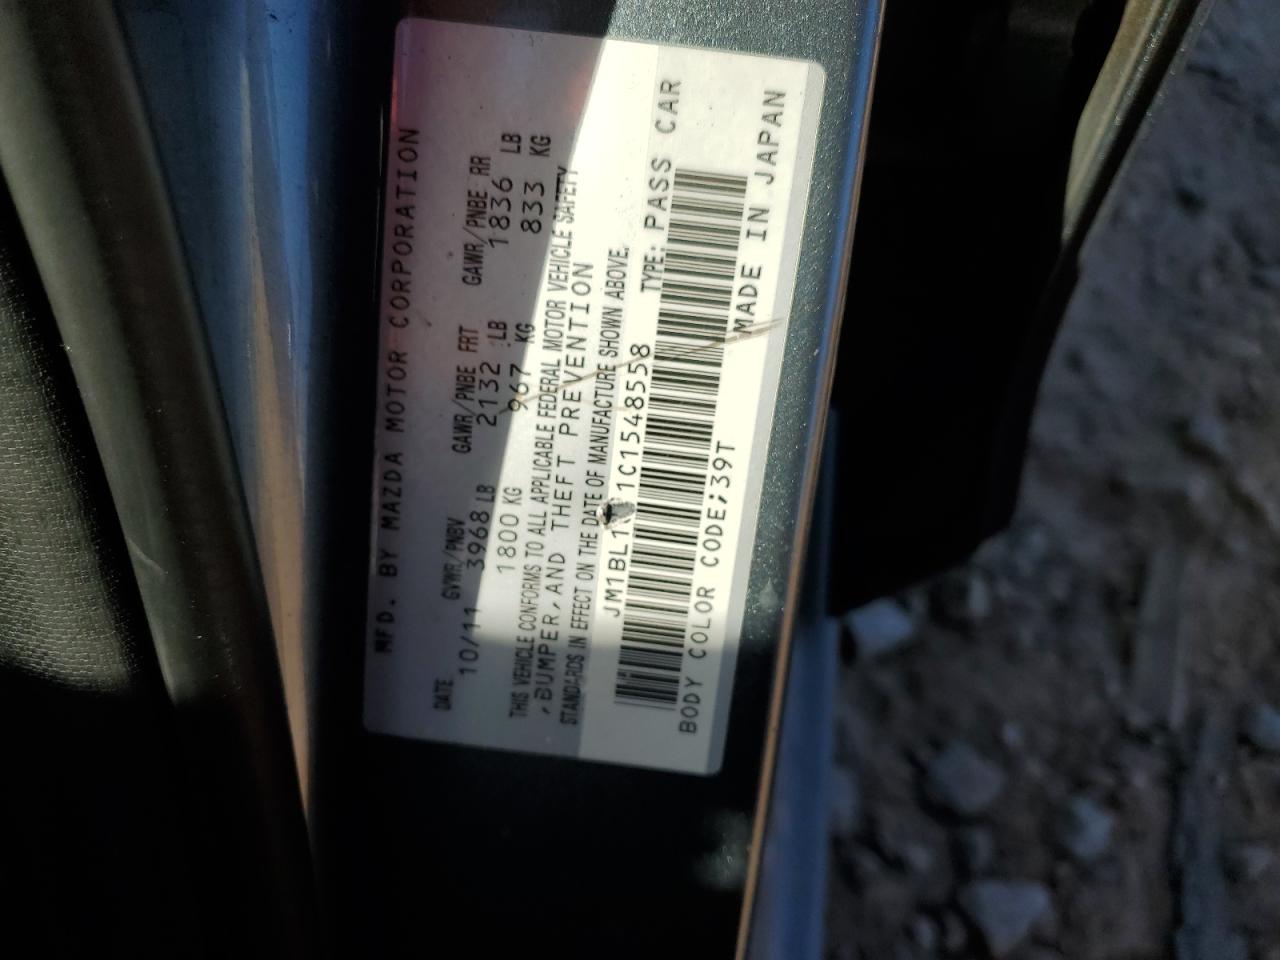 MFD. BY MAZDA MOTOR CORPORATION
DATE GVWR/PNBV GAWR/PNBE FRT GAWR/PNBE RR
10/11 3968 LB 2132 LB 1836 LB
1800 KG 967 KG 833 KG
THIS VEHICLE CONFORMS TO ALL APPLICABLE FEDERAL MOTOR VEHICLE SAFETY
,BUMPER,AND THEFT PREVENTION
STANDARDS IN EFFECT ON THE DATE OF MANUFACTURE SHOWN ABOVE.
TYPE: PASS CAR
BODY COLOR CODE;39T MADE IN JAPAN